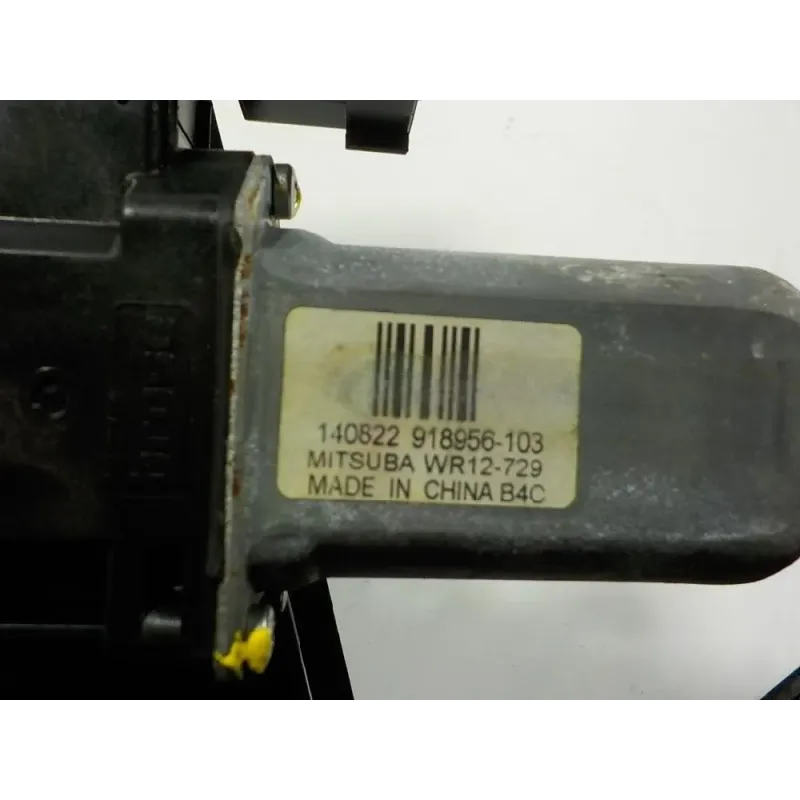 140822 918956-103
MITSUBA WR12-729
MADE IN CHINA B4C